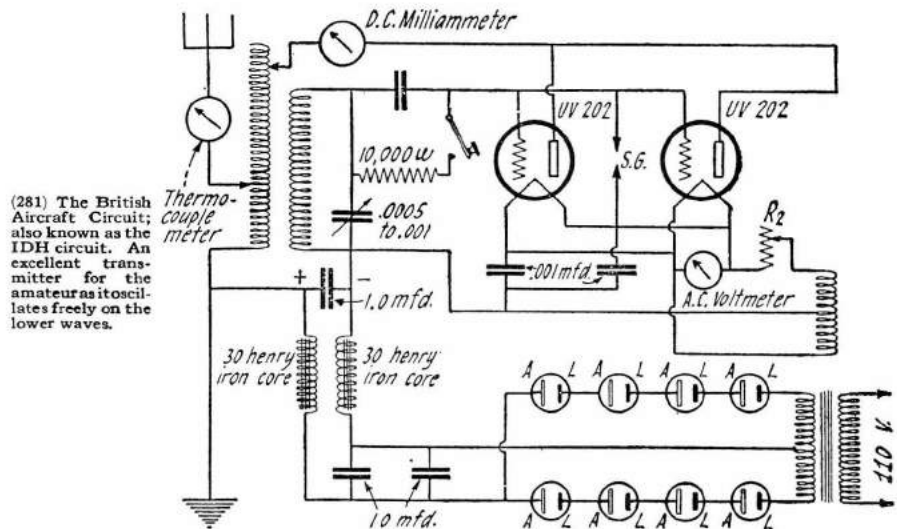 D.C. Milliammeter
UV 202
UV 202
10,000 ω
S.G.
(281) The British
Aircraft Circuit;
also known as the
IDH circuit. An
excellent trans-
mitter for the
amateur as it oscil-
lates freely on the
lower waves.
Thermo-
couple
meter
.0005
to .001
R2
.001 mfd.
A.C. Voltmeter
+
−
1.0 mfd.
30 henry
iron core
30 henry
iron core
A L A L A L A L
110 V
1.0 mfd.
A L A L A L A L